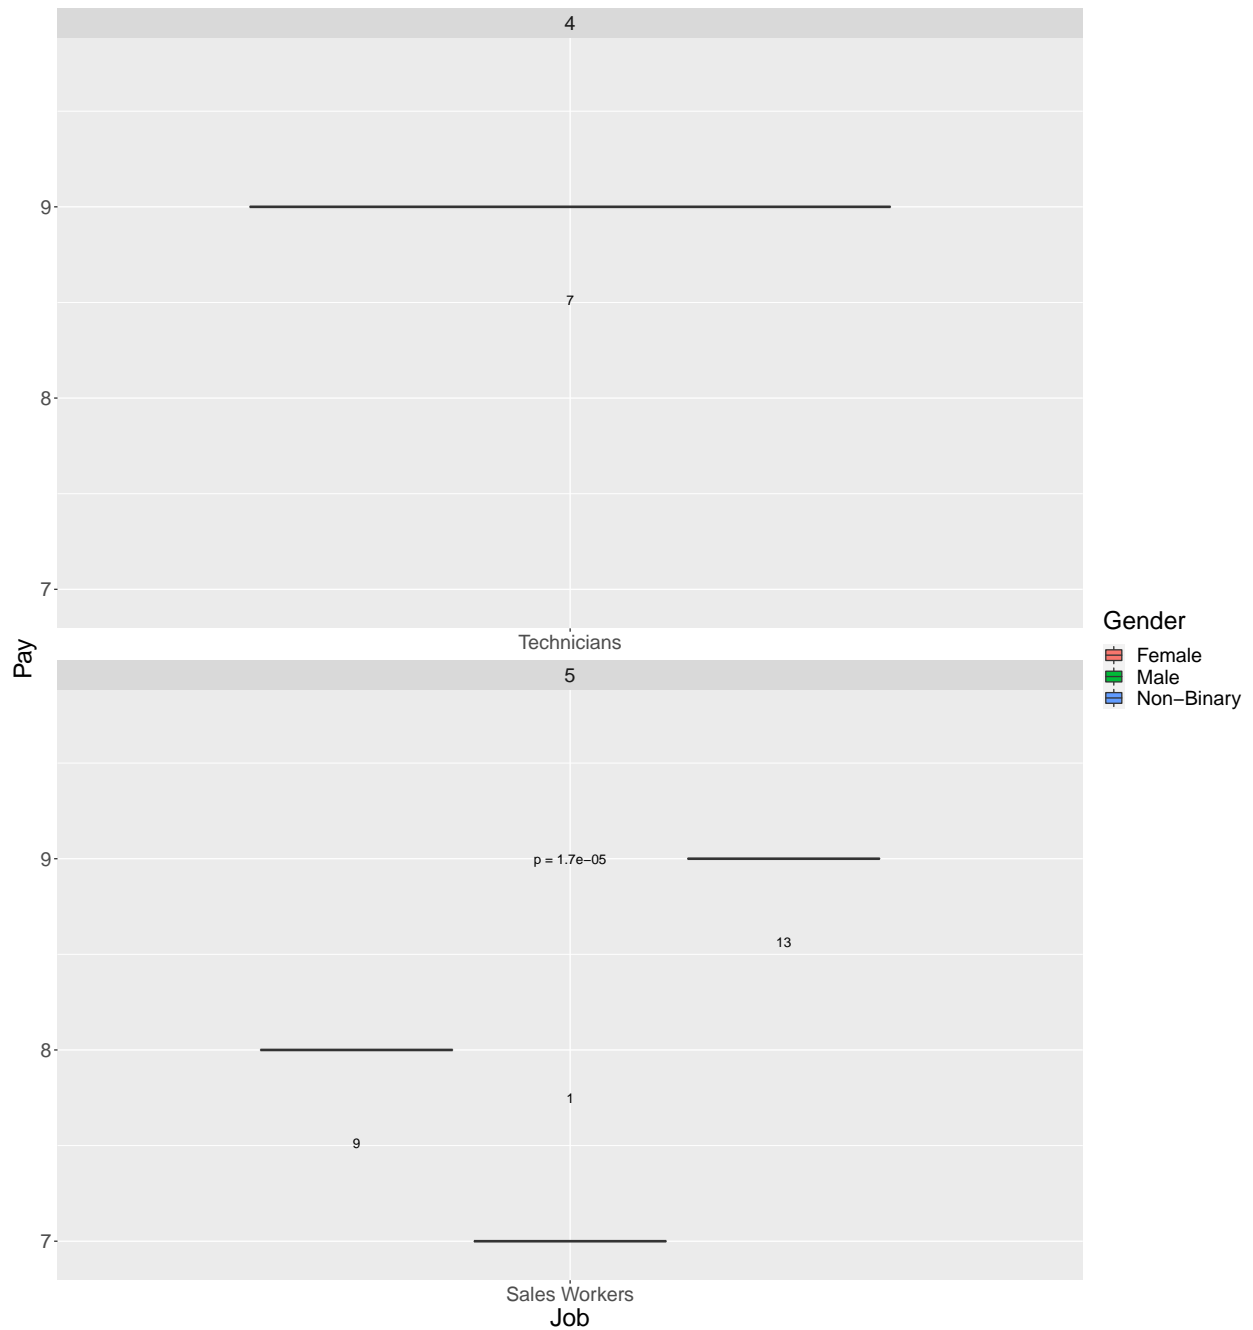 4
9
7
8
7
Technicians
Pay
5
9
p = 1.7e−05
13
8
1
9
7
Sales Workers
Job
Gender
Female
Male
Non−Binary